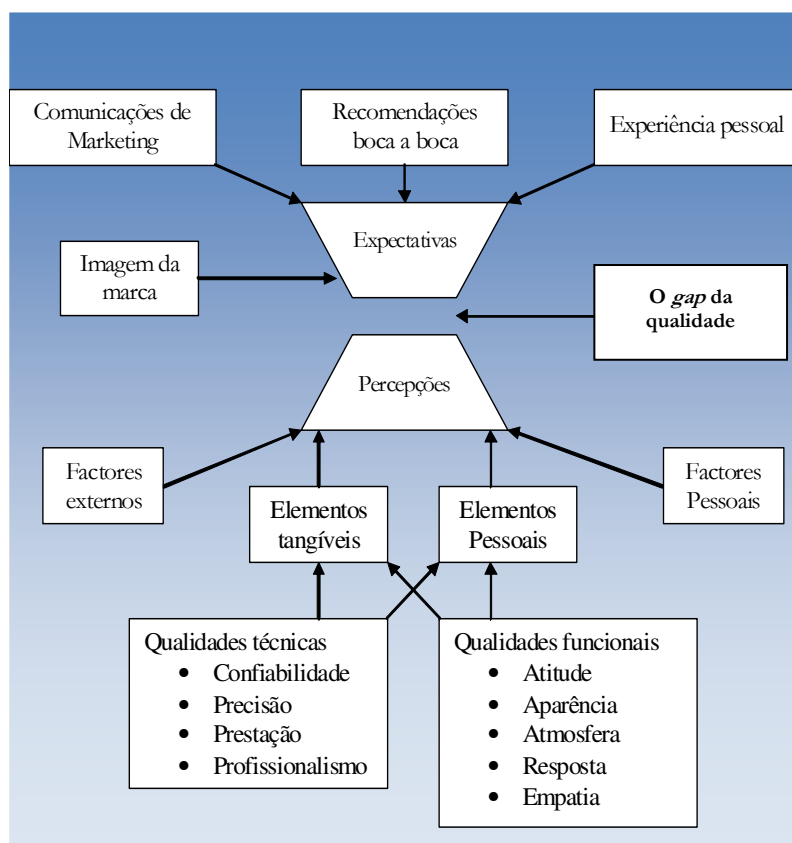 Comunicações de
Marketing
Recomendações
boca a boca
Experiência pessoal
Expectativas
Imagem da
marca
O gap da
qualidade
Percepções
Factores
externos
Elementos
tangíveis
Elementos
Pessoais
Factores
Pessoais
Qualidades técnicas
• Confiabilidade
• Precisão
• Prestação
• Profissionalismo
Qualidades funcionais
• Atitude
• Aparência
• Atmosfera
• Resposta
• Empatia